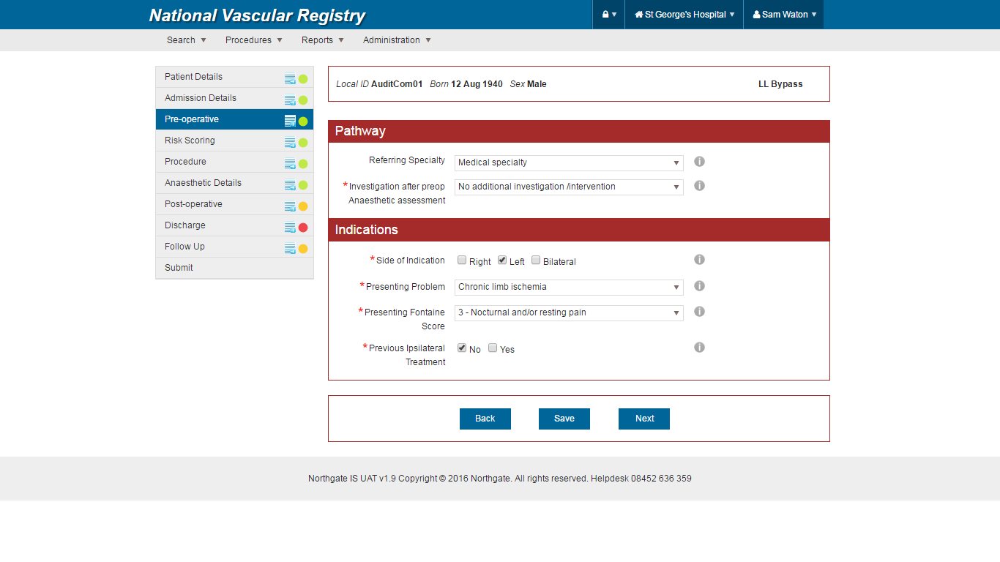 National Vascular Registry
St George's Hospital
Sam Waton
Search
Procedures
Reports
Administration
Patient Details
Admission Details
Pre-operative
Risk Scoring
Procedure
Anaesthetic Details
Post-operative
Discharge
Follow Up
Submit
Local ID AuditCom01 Born 12 Aug 1940 Sex Male
LL Bypass
Pathway
Referring Specialty
Medical specialty
*Investigation after preop
Anaesthetic assessment
No additional investigation /intervention
Indications
*Side of Indication
Right Left Bilateral
*Presenting Problem
Chronic limb ischemia
*Presenting Fontaine
Score
3 - Nocturnal and/or resting pain
*Previous Ipsilateral
Treatment
No Yes
Back
Save
Next
Northgate IS UAT v1.9 Copyright © 2016 Northgate. All rights reserved. Helpdesk 08452 636 359